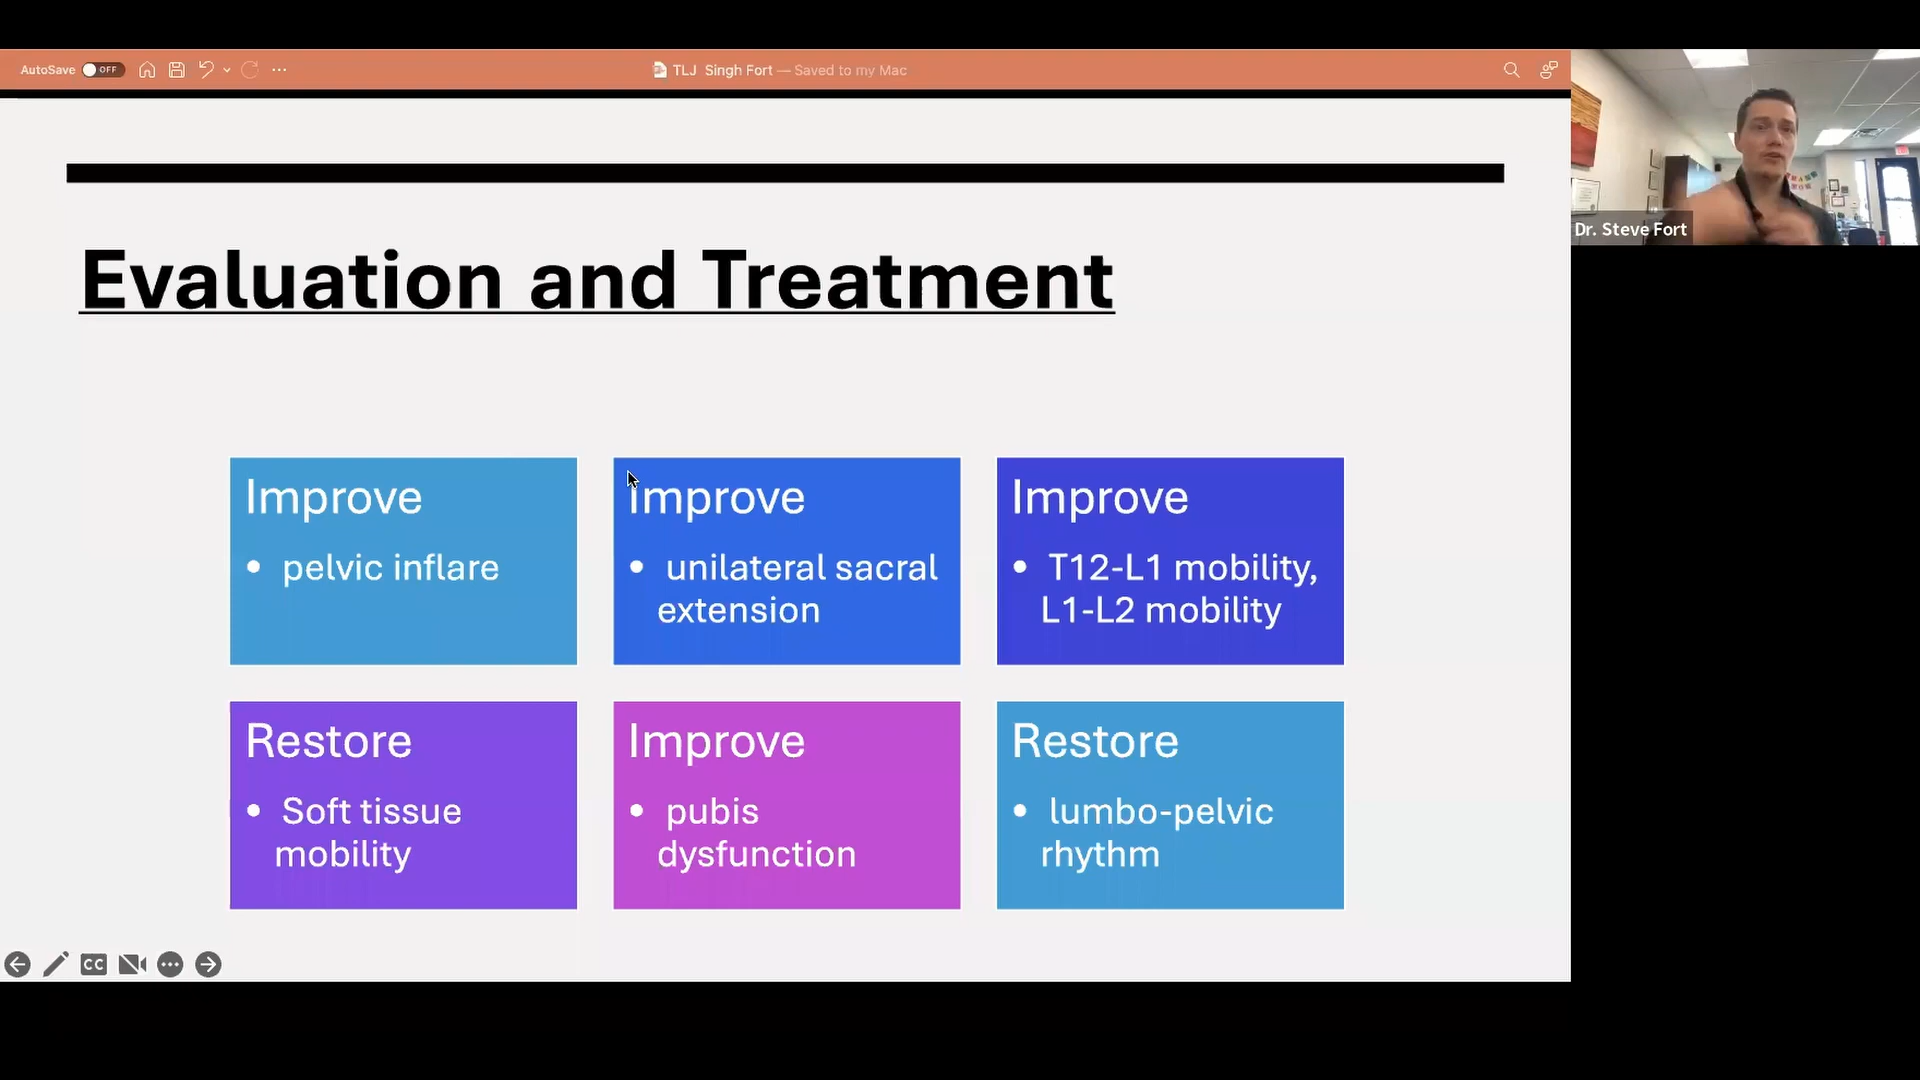 AutoSave OFF
TLJ Singh Fort — Saved to my Mac
Dr. Steve Fort
Evaluation and Treatment
Improve
• pelvic inflare
Improve
• unilateral sacral
extension
Improve
• T12-L1 mobility,
L1-L2 mobility
Restore
• Soft tissue
mobility
Improve
• pubis
dysfunction
Restore
• lumbo-pelvic
rhythm
CC